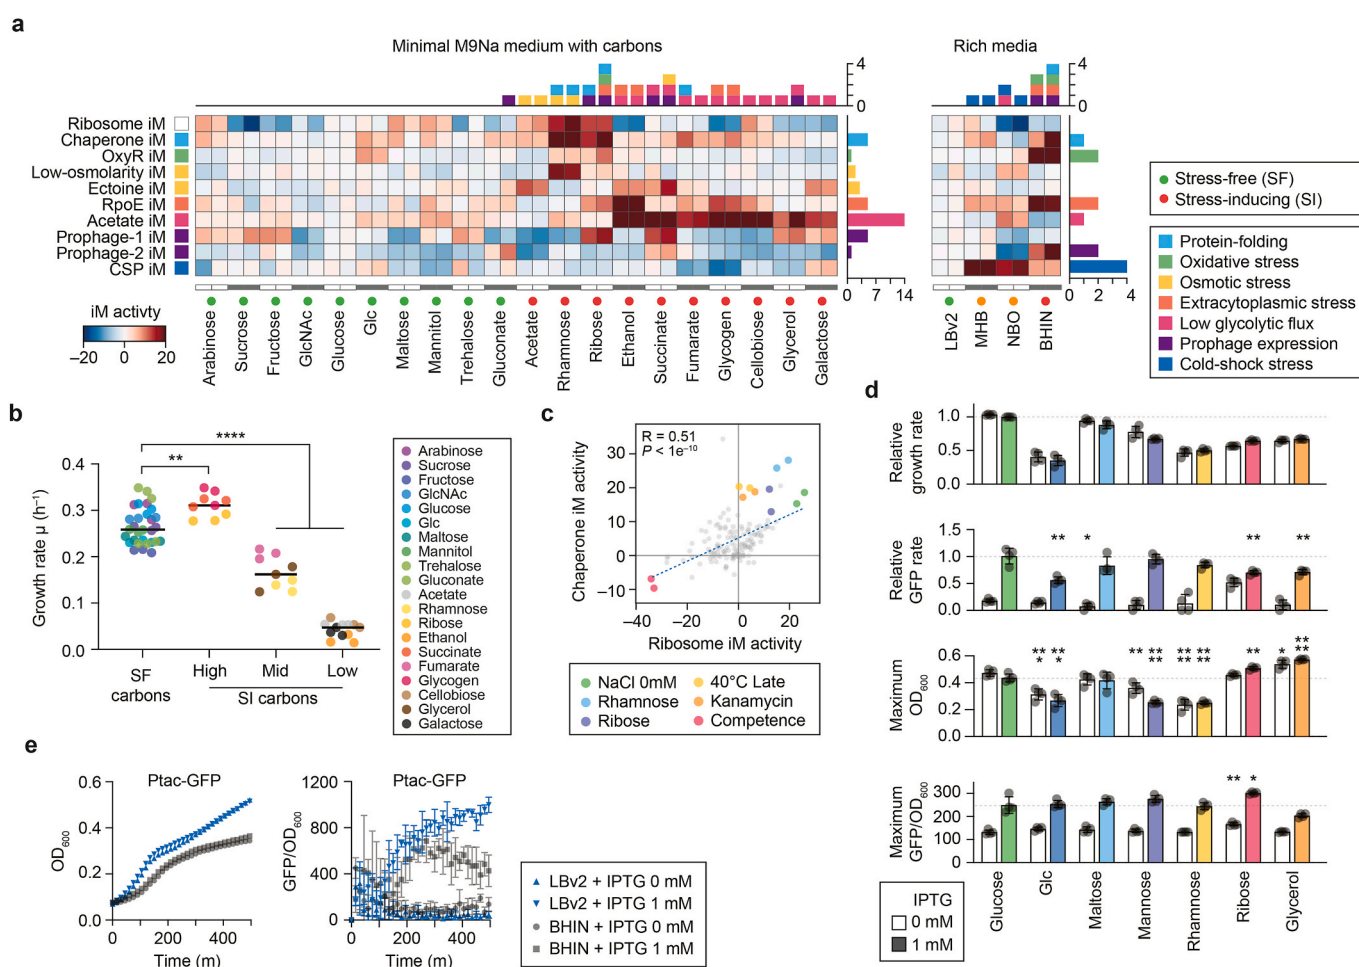 a
Minimal M9Na medium with carbons
Rich media
4
2
0
4
2
0
Ribosome iM
Chaperone iM
OxyR iM
Low-osmolarity iM
Ectoine iM
RpoE iM
Acetate iM
Prophage-1 iM
Prophage-2 iM
CSP iM
0 7 14
0 2 4
iM activty
−20 0 20
Arabinose
Sucrose
Fructose
GlcNAc
Glucose
Glc
Maltose
Mannitol
Trehalose
Gluconate
Acetate
Rhamnose
Ribose
Ethanol
Succinate
Fumarate
Glycogen
Cellobiose
Glycerol
Galactose
LBv2
MHB
NBO
BHIN
Stress-free (SF)
Stress-inducing (SI)
Protein-folding
Oxidative stress
Osmotic stress
Extracytoplasmic stress
Low glycolytic flux
Prophage expression
Cold-shock stress
b
Growth rate μ (h⁻¹)
0.4
0.3
0.2
0.1
0.0
****
**
SF carbons
High Mid Low
SI carbons
Arabinose
Sucrose
Fructose
GlcNAc
Glucose
Glc
Maltose
Mannitol
Trehalose
Gluconate
Acetate
Rhamnose
Ribose
Ethanol
Succinate
Fumarate
Glycogen
Cellobiose
Glycerol
Galactose
c
R = 0.51
P < 1e⁻¹⁰
Chaperone iM activity
30
20
10
0
−10
−40 −20 0 20
Ribosome iM activity
NaCl 0mM
Rhamnose
Ribose
40°C Late
Kanamycin
Competence
d
Relative growth rate
1.0
0.5
0.0
Relative GFP rate
1.5
1.0
0.5
0.0
** * ** **
Maximum OD₆₀₀
0.6
0.4
0.2
0.0
** ** ** ** ** ** ** * **
* * ** ** ** **
Maximum GFP/OD₆₀₀
300
200
100
0
** *
Glucose
Glc
Maltose
Mannose
Rhamnose
Ribose
Glycerol
IPTG
0 mM
1 mM
e
Ptac-GFP
OD₆₀₀
0.6
0.4
0.2
0.0
0 200 400
Time (m)
Ptac-GFP
GFP/OD₆₀₀
1200
800
400
0
0 200 400
Time (m)
LBv2 + IPTG 0 mM
LBv2 + IPTG 1 mM
BHIN + IPTG 0 mM
BHIN + IPTG 1 mM